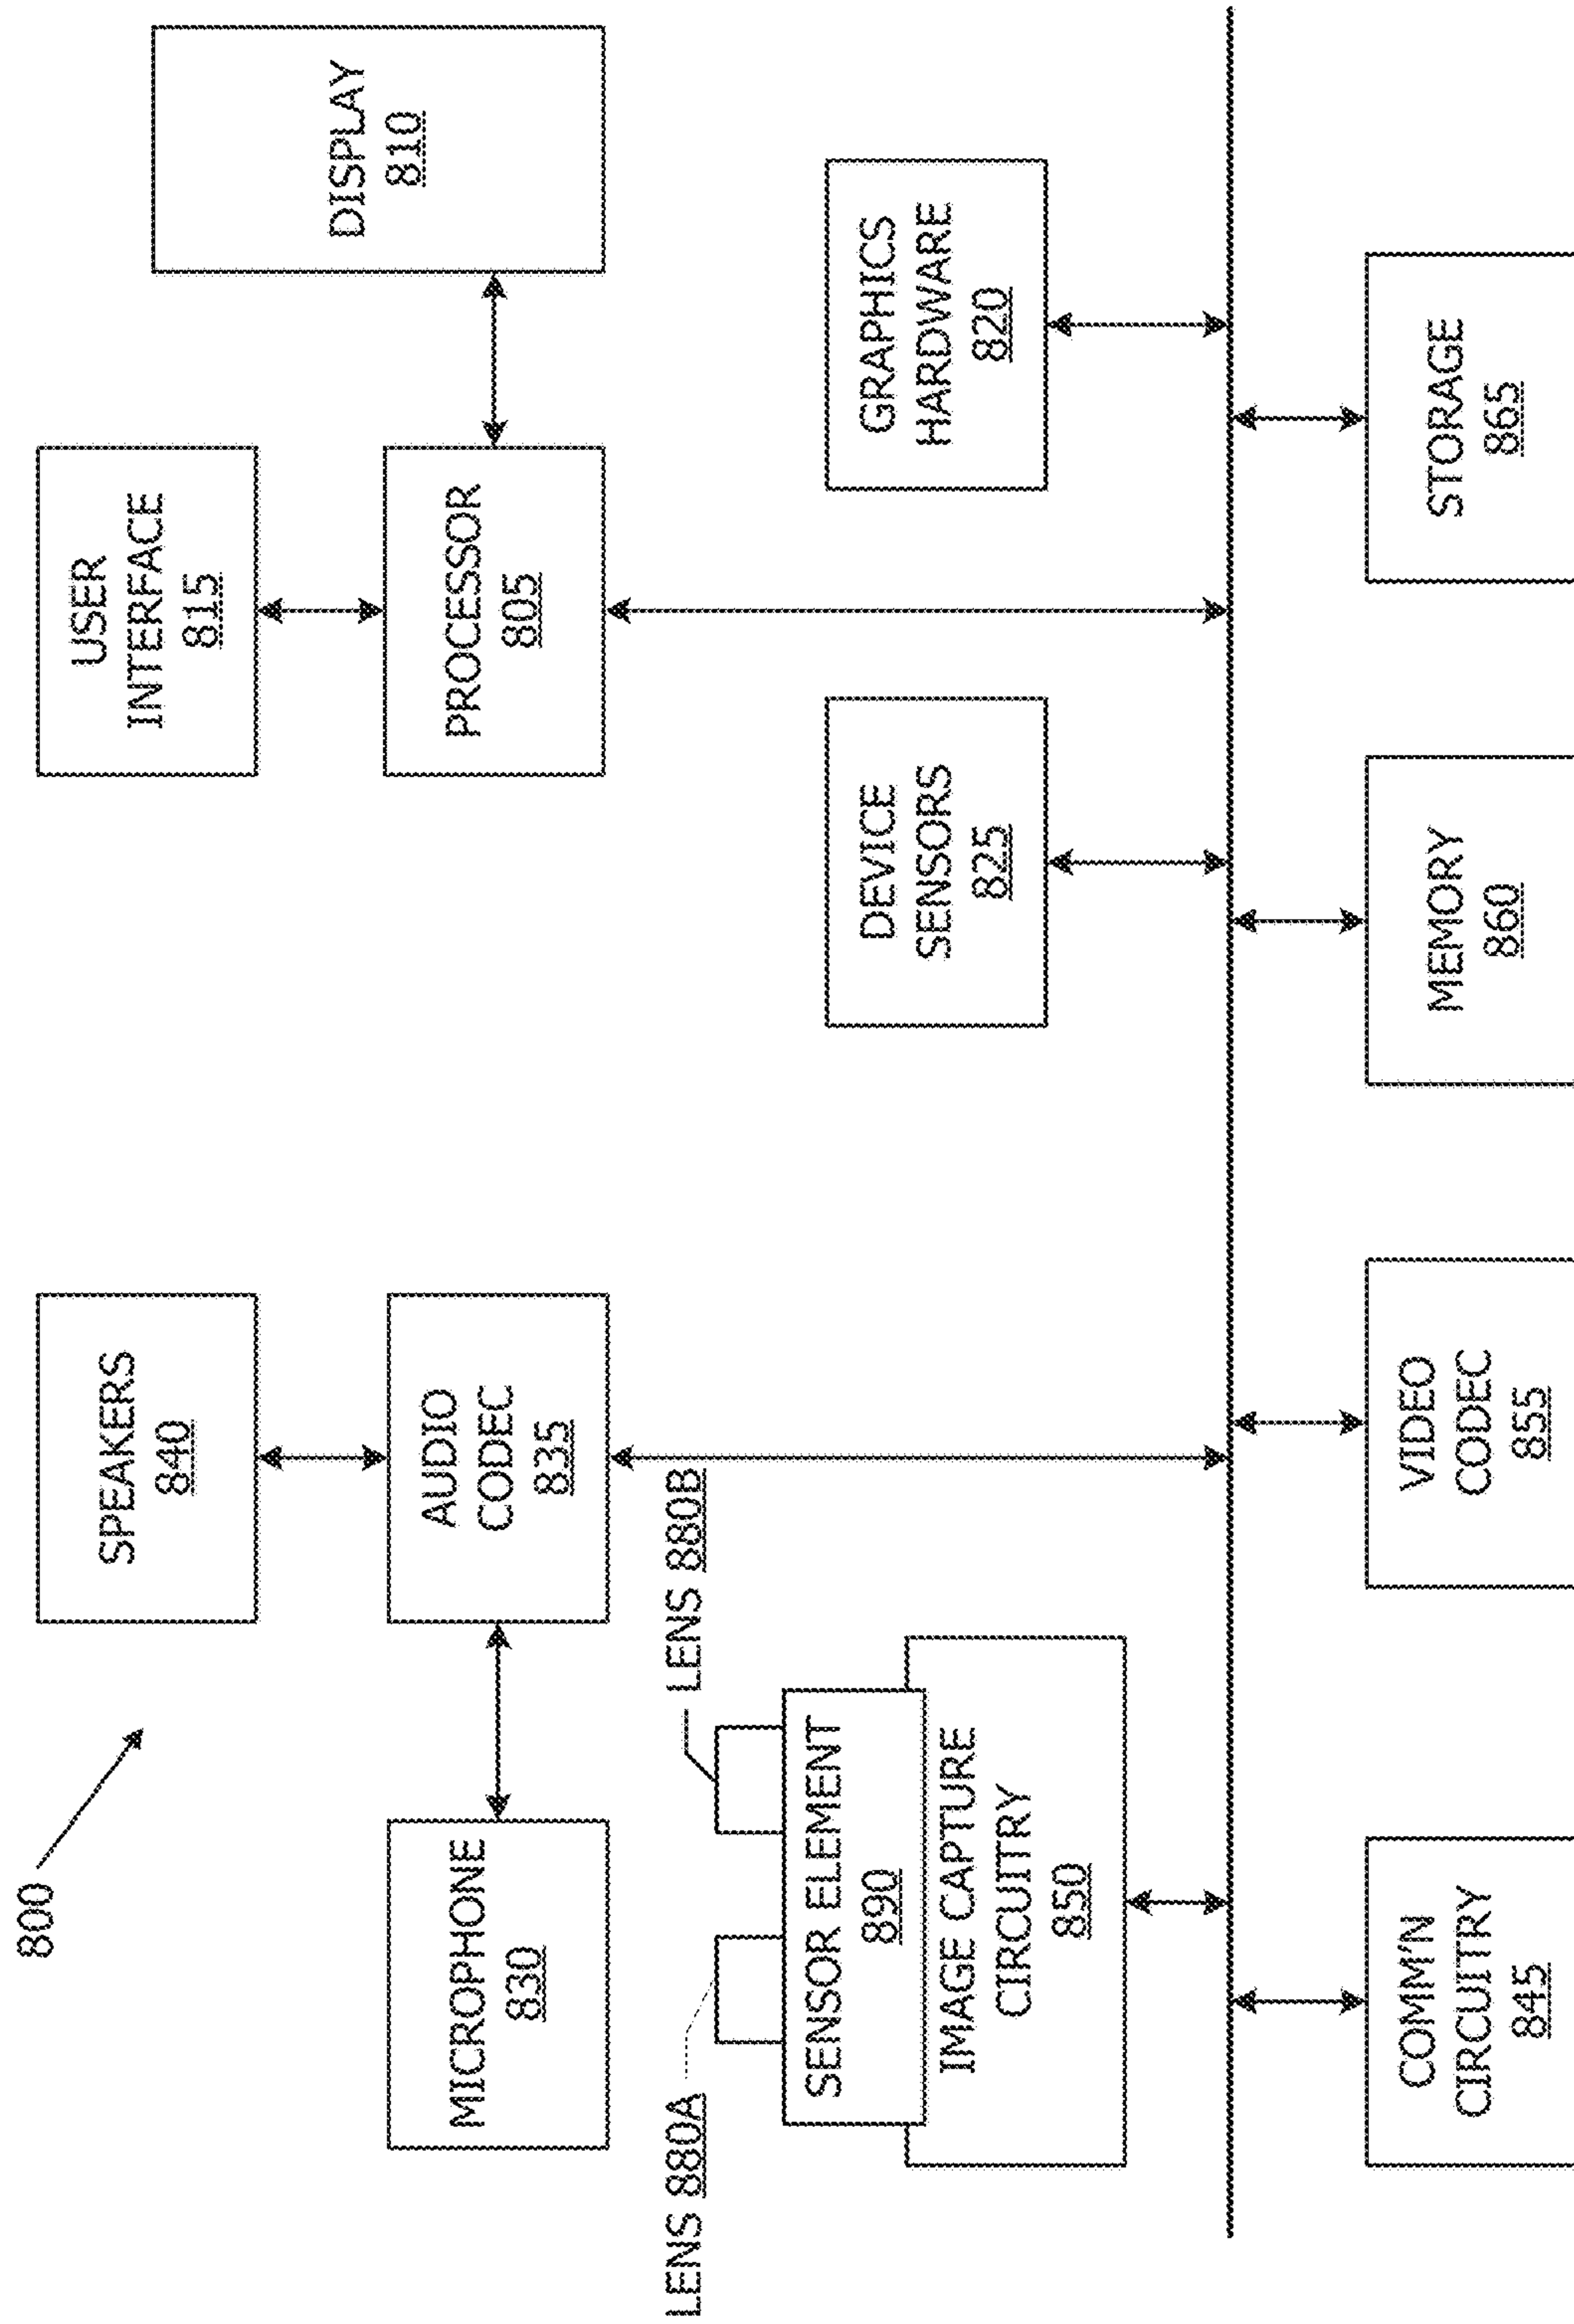 800
SPEAKERS
840
USER
INTERFACE
815
MICROPHONE
830
AUDIO
CODEC
835
PROCESSOR
805
DISPLAY
810
LENS 880A
LENS 880B
SENSOR ELEMENT
890
IMAGE CAPTURE
CIRCUITRY
850
DEVICE
SENSORS
825
GRAPHICS
HARDWARE
820
COMM'N
CIRCUITRY
845
VIDEO
CODEC
855
MEMORY
860
STORAGE
865